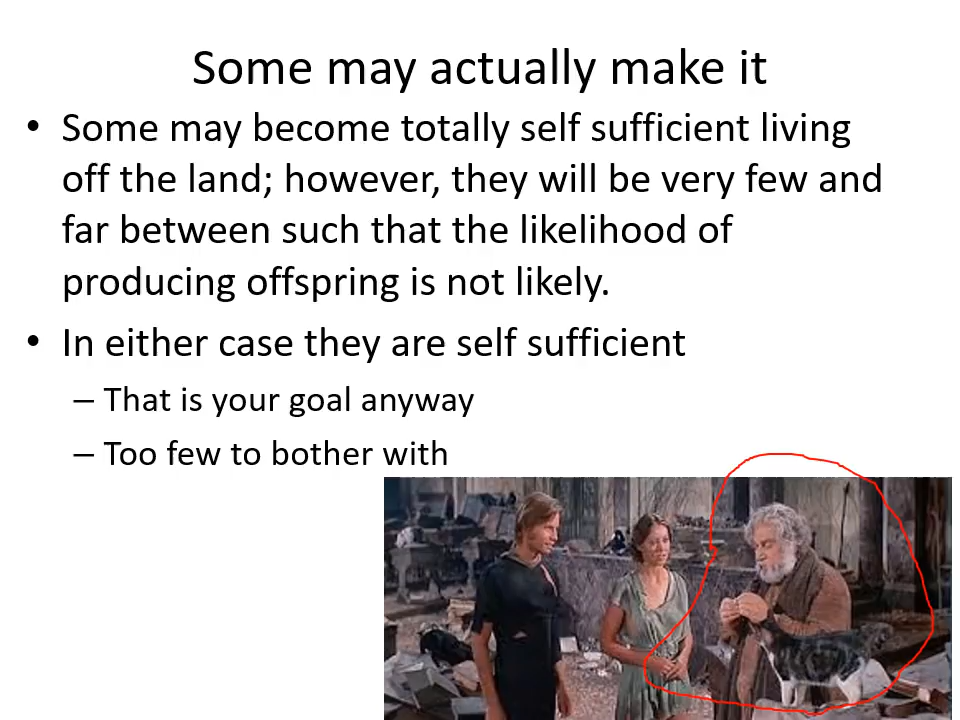 Some may actually make it
• Some may become totally self sufficient living
off the land; however, they will be very few and
far between such that the likelihood of
producing offspring is not likely.
• In either case they are self sufficient
– That is your goal anyway
– Too few to bother with